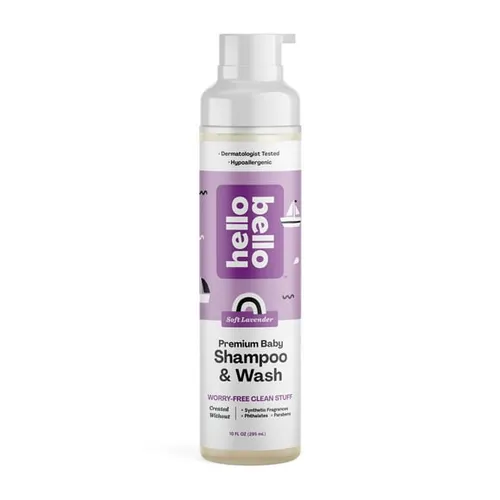 • Dermatologist Tested
• Hypoallergenic
hello
bello
Soft Lavender
Premium Baby
Shampoo
& Wash
WORRY-FREE CLEAN STUFF
Created
Without
• Synthetic Fragrances
• Phthalates • Parabens
10 FL OZ (295 mL)